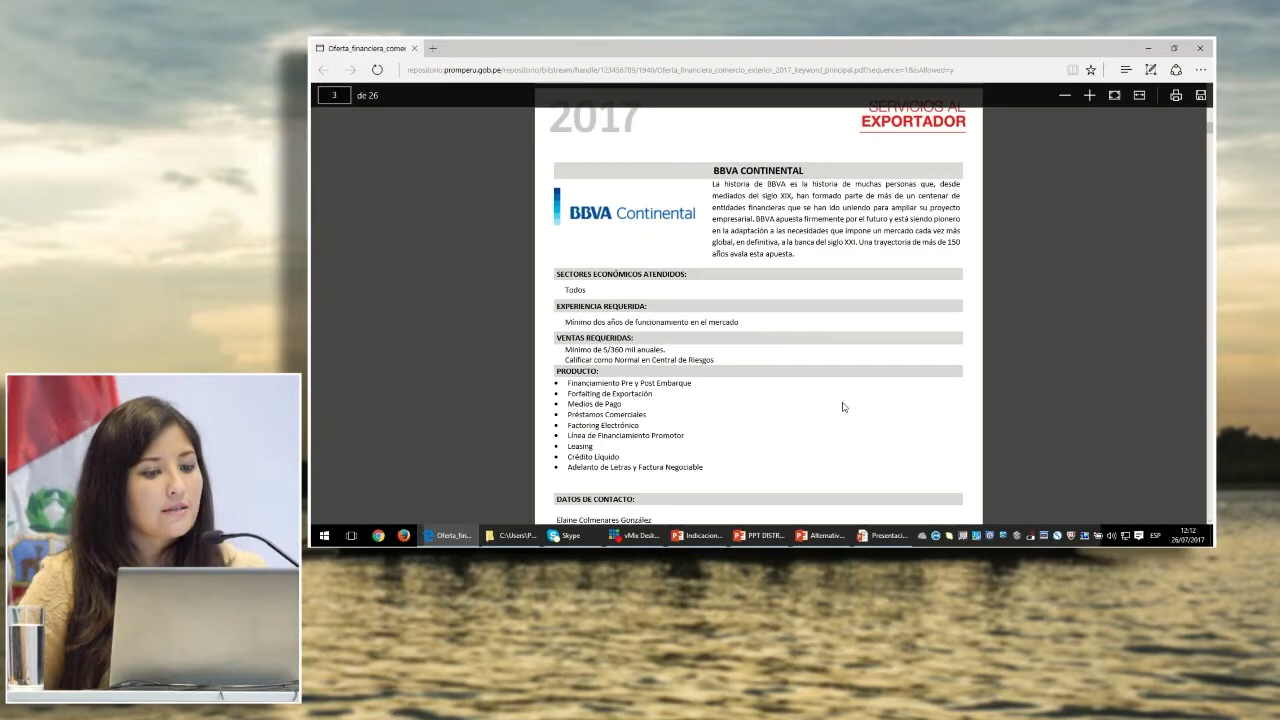 Oferta_financiera_comer
repositorio.promperu.gob.pe/repositorio/bitstream/handle/123456789/1940/Oferta_financiera_comercio_exterior_2017_keyword_principal.pdf?sequence=1&isAllowed=y
3 de 26
2017
SERVICIOS AL
EXPORTADOR
BBVA CONTINENTAL
BBVA Continental
La historia de BBVA es la historia de muchas personas que, desde
mediados del siglo XIX, han formado parte de más de un centenar de
entidades financieras que se han ido uniendo para ampliar su proyecto
empresarial. BBVA apuesta firmemente por el futuro y está siendo pionero
en la adaptación a las necesidades que impone un mercado cada vez más
global, en definitiva, a la banca del siglo XXI. Una trayectoria de más de 150
años avala esta apuesta.
SECTORES ECONÓMICOS ATENDIDOS:
Todos
EXPERIENCIA REQUERIDA:
Mínimo dos años de funcionamiento en el mercado
VENTAS REQUERIDAS:
Mínimo de S/360 mil anuales.
Calificar como Normal en Central de Riesgos
PRODUCTO:
• Financiamiento Pre y Post Embarque
• Forfaiting de Exportación
• Medios de Pago
• Préstamos Comerciales
• Factoring Electrónico
• Línea de Financiamiento Promotor
• Leasing
• Crédito Líquido
• Adelanto de Letras y Factura Negociable
DATOS DE CONTACTO:
Elaine Colmenares González
Oferta_fin... C:\Users\P... Skype vMix Desk... Indicacion... PPT DISTR... Alternativ... Presentaci... ESP 12:12
26/07/2017